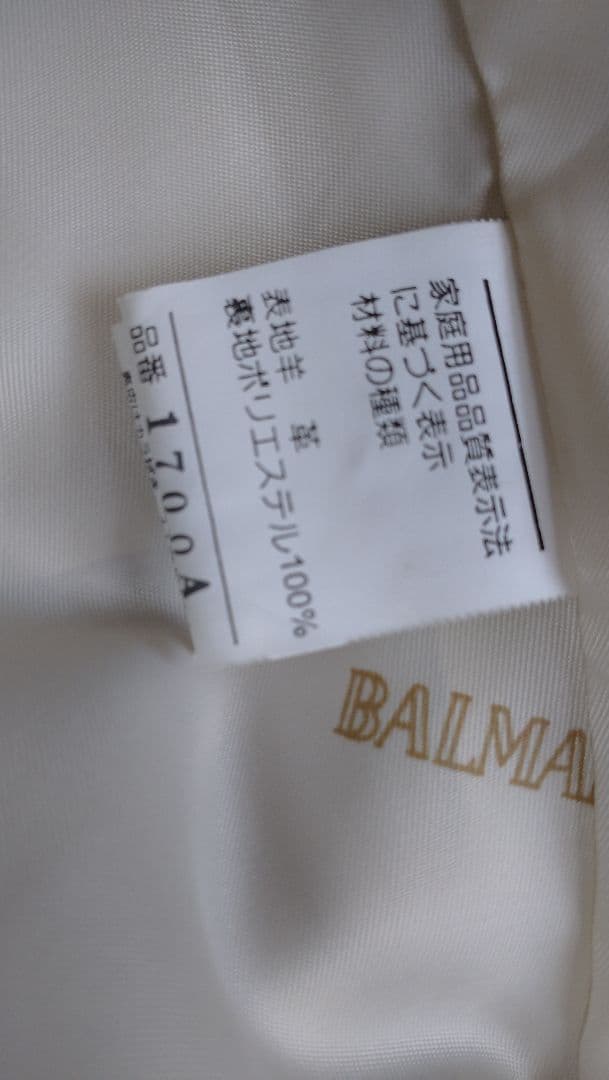 家庭用品品質表示法
に基づく表示
材料の種類
表地羊 革
裏地ポリエステル100%
品番 1700A
BALMA